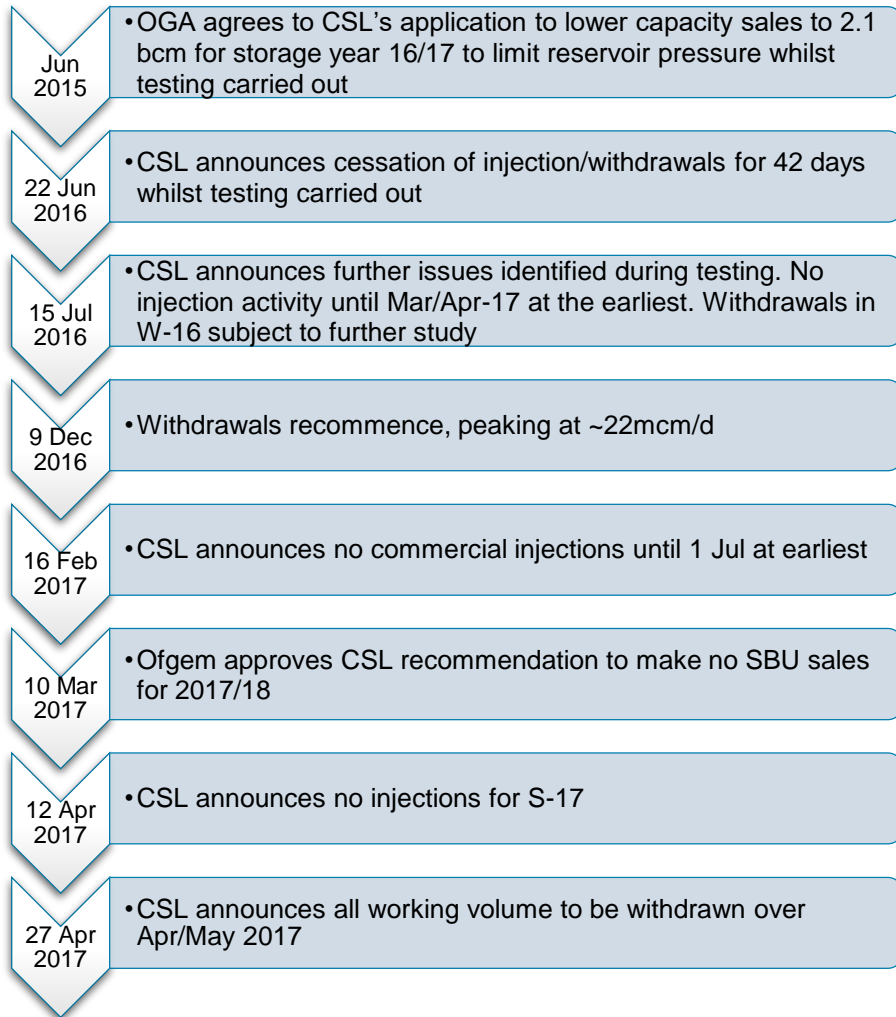 Jun
2015
•OGA agrees to CSL's application to lower capacity sales to 2.1
bcm for storage year 16/17 to limit reservoir pressure whilst
testing carried out
22 Jun
2016
•CSL announces cessation of injection/withdrawals for 42 days
whilst testing carried out
15 Jul
2016
•CSL announces further issues identified during testing. No
injection activity until Mar/Apr-17 at the earliest. Withdrawals in
W-16 subject to further study
9 Dec
2016
•Withdrawals recommence, peaking at ~22mcm/d
16 Feb
2017
•CSL announces no commercial injections until 1 Jul at earliest
10 Mar
2017
•Ofgem approves CSL recommendation to make no SBU sales
for 2017/18
12 Apr
2017
•CSL announces no injections for S-17
27 Apr
2017
•CSL announces all working volume to be withdrawn over
Apr/May 2017